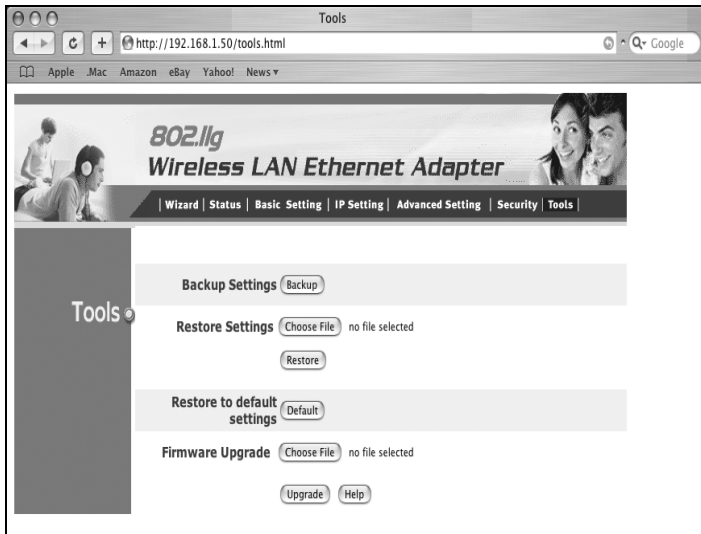 Tools
http://192.168.1.50/tools.html
Google
Apple .Mac Amazon eBay Yahoo! News
802.11g
Wireless LAN Ethernet Adapter
| Wizard | Status | Basic Setting | IP Setting | Advanced Setting | Security | Tools |
Tools
Backup Settings Backup
Restore Settings Choose File no file selected
Restore
Restore to default settings Default
Firmware Upgrade Choose File no file selected
Upgrade Help